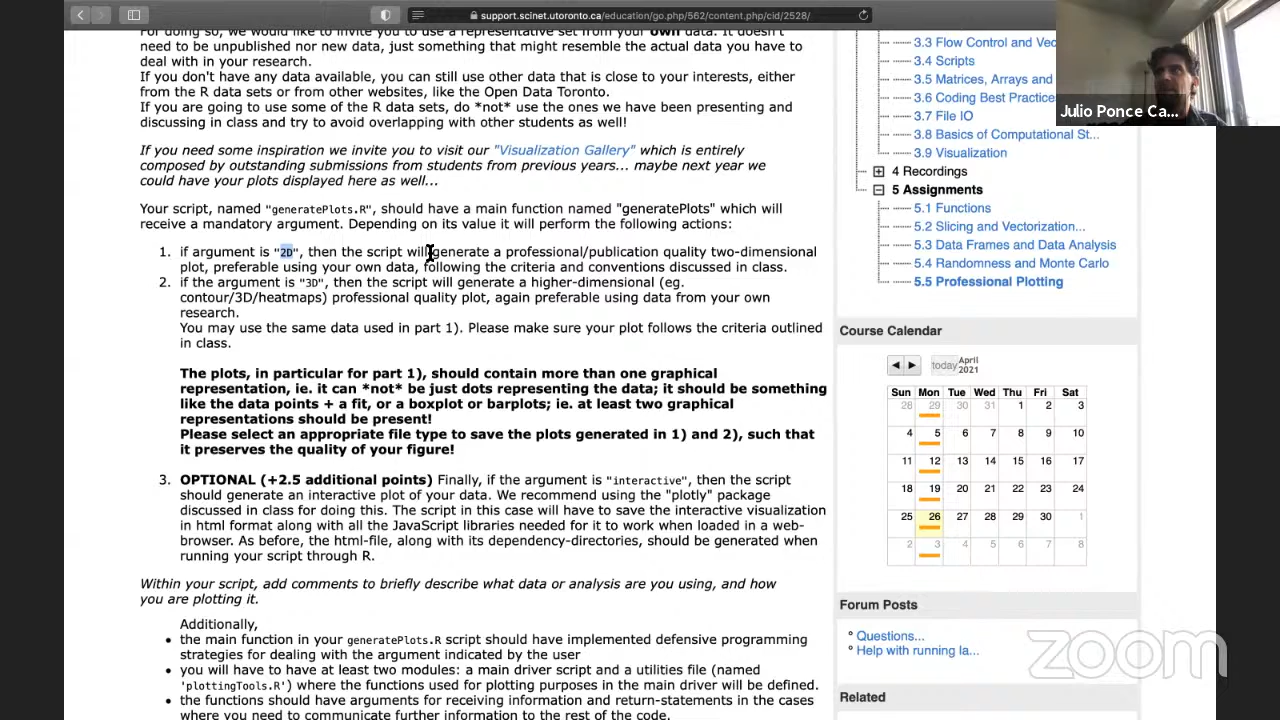 support.scinet.utoronto.ca/education/go.php/562/content.php/cid/2528/
For doing so, we would like to invite you to use a representative set from your own data. It doesn't
need to be unpublished nor new data, just something that might resemble the actual data you have to
deal with in your research.
If you don't have any data available, you can still use other data that is close to your interests, either
from the R data sets or from other websites, like the Open Data Toronto.
If you are going to use some of the R data sets, do *not* use the ones we have been presenting and
discussing in class and try to avoid overlapping with other students as well!
If you need some inspiration we invite you to visit our "Visualization Gallery" which is entirely
composed by outstanding submissions from students from previous years... maybe next year we
could have your plots displayed here as well...
Your script, named "generatePlots.R", should have a main function named "generatePlots" which will
receive a mandatory argument. Depending on its value it will perform the following actions:
1. if argument is "2D", then the script will generate a professional/publication quality two-dimensional
plot, preferable using your own data, following the criteria and conventions discussed in class.
2. if the argument is "3D", then the script will generate a higher-dimensional (eg.
contour/3D/heatmaps) professional quality plot, again preferable using data from your own
research.
You may use the same data used in part 1). Please make sure your plot follows the criteria outlined
in class.
The plots, in particular for part 1), should contain more than one graphical
representation, ie. it can *not* be just dots representing the data; it should be something
like the data points + a fit, or a boxplot or barplots; ie. at least two graphical
representations should be present!
Please select an appropriate file type to save the plots generated in 1) and 2), such that
it preserves the quality of your figure!
3. OPTIONAL (+2.5 additional points) Finally, if the argument is "interactive", then the script
should generate an interactive plot of your data. We recommend using the "plotly" package
discussed in class for doing this. The script in this case will have to save the interactive visualization
in html format along with all the JavaScript libraries needed for it to work when loaded in a web-
browser. As before, the html-file, along with its dependency-directories, should be generated when
running your script through R.
Within your script, add comments to briefly describe what data or analysis are you using, and how
you are plotting it.
Additionally,
• the main function in your generatePlots.R script should have implemented defensive programming
strategies for dealing with the argument indicated by the user
• you will have to have at least two modules: a main driver script and a utilities file (named
'plottingTools.R') where the functions used for plotting purposes in the main driver will be defined.
• the functions should have arguments for receiving information and return-statements in the cases
where you need to communicate further information to the rest of the code.
3.3 Flow Control and Vec
3.4 Scripts
3.5 Matrices, Arrays and
3.6 Coding Best Practice
3.7 File IO
3.8 Basics of Computational St...
3.9 Visualization
4 Recordings
5 Assignments
5.1 Functions
5.2 Slicing and Vectorization...
5.3 Data Frames and Data Analysis
5.4 Randomness and Monte Carlo
5.5 Professional Plotting
Course Calendar
today April
2021
Sun Mon Tue Wed Thu Fri Sat
28 29 30 31 1 2 3
4 5 6 7 8 9 10
11 12 13 14 15 16 17
18 19 20 21 22 23 24
25 26 27 28 29 30 1
2 3 4 5 6 7 8
Forum Posts
° Questions...
° Help with running la...
Related
Julio Ponce Ca...
zoom